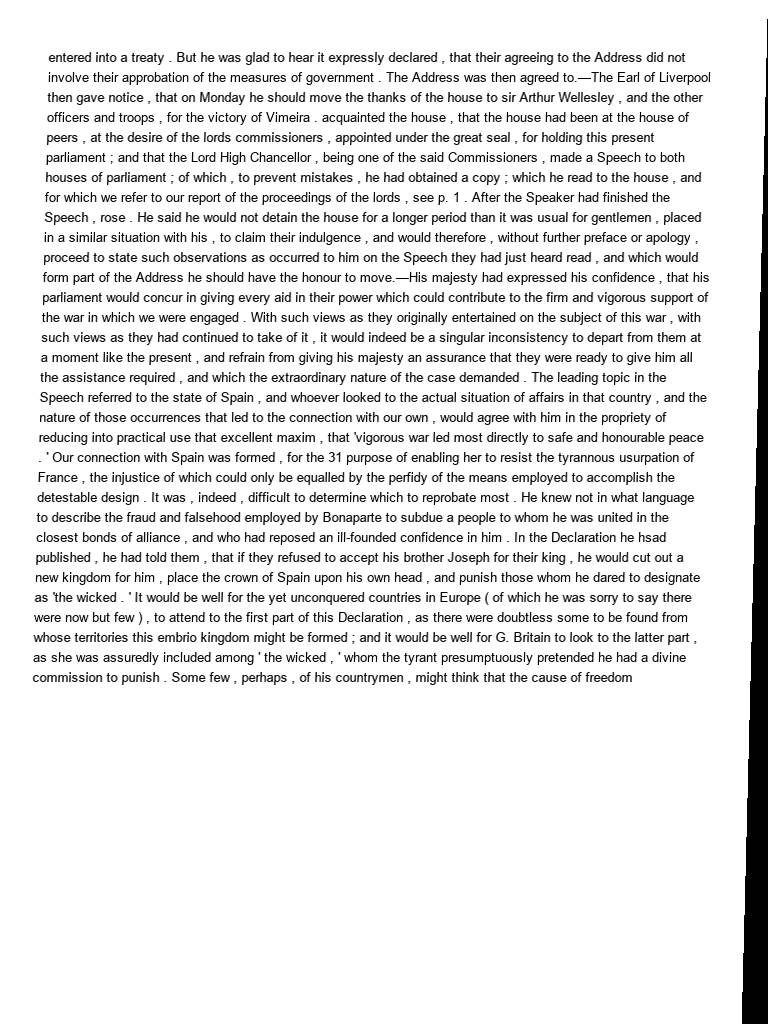 entered into a treaty . But he was glad to hear it expressly declared , that their agreeing to the Address did not
involve their approbation of the measures of government . The Address was then agreed to.—The Earl of Liverpool
then gave notice , that on Monday he should move the thanks of the house to sir Arthur Wellesley , and the other
officers and troops , for the victory of Vimeira . acquainted the house , that the house had been at the house of
peers , at the desire of the lords commissioners , appointed under the great seal , for holding this present
parliament ; and that the Lord High Chancellor , being one of the said Commissioners , made a Speech to both
houses of parliament ; of which , to prevent mistakes , he had obtained a copy ; which he read to the house , and
for which we refer to our report of the proceedings of the lords , see p. 1 . After the Speaker had finished the
Speech , rose . He said he would not detain the house for a longer period than it was usual for gentlemen , placed
in a similar situation with his , to claim their indulgence , and would therefore , without further preface or apology ,
proceed to state such observations as occurred to him on the Speech they had just heard read , and which would
form part of the Address he should have the honour to move.—His majesty had expressed his confidence , that his
parliament would concur in giving every aid in their power which could contribute to the firm and vigorous support of
the war in which we were engaged . With such views as they originally entertained on the subject of this war , with
such views as they had continued to take of it , it would indeed be a singular inconsistency to depart from them at
a moment like the present , and refrain from giving his majesty an assurance that they were ready to give him all
the assistance required , and which the extraordinary nature of the case demanded . The leading topic in the
Speech referred to the state of Spain , and whoever looked to the actual situation of affairs in that country , and the
nature of those occurrences that led to the connection with our own , would agree with him in the propriety of
reducing into practical use that excellent maxim , that 'vigorous war led most directly to safe and honourable peace
. ' Our connection with Spain was formed , for the 31 purpose of enabling her to resist the tyrannous usurpation of
France , the injustice of which could only be equalled by the perfidy of the means employed to accomplish the
detestable design . It was , indeed , difficult to determine which to reprobate most . He knew not in what language
to describe the fraud and falsehood employed by Bonaparte to subdue a people to whom he was united in the
closest bonds of alliance , and who had reposed an ill-founded confidence in him . In the Declaration he hsad
published , he had told them , that if they refused to accept his brother Joseph for their king , he would cut out a
new kingdom for him , place the crown of Spain upon his own head , and punish those whom he dared to designate
as 'the wicked . ' It would be well for the yet unconquered countries in Europe ( of which he was sorry to say there
were now but few ) , to attend to the first part of this Declaration , as there were doubtless some to be found from
whose territories this embrio kingdom might be formed ; and it would be well for G. Britain to look to the latter part ,
as she was assuredly included among ' the wicked , ' whom the tyrant presumptuously pretended he had a divine
commission to punish . Some few , perhaps , of his countrymen , might think that the cause of freedom